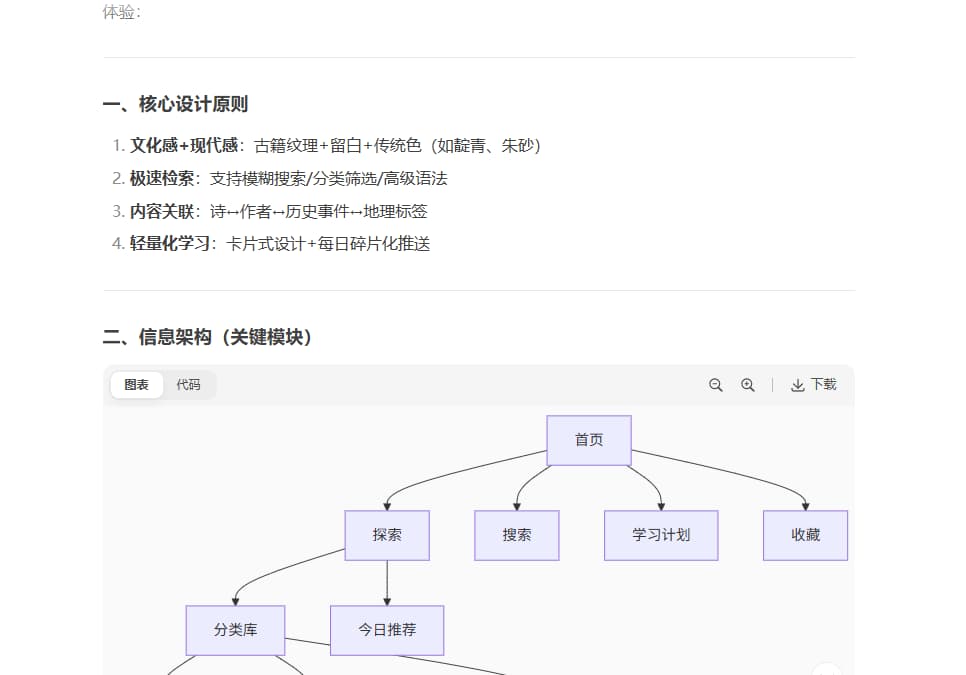 体验：
一、核心设计原则
1. 文化感+现代感：古籍纹理+留白+传统色（如靛青、朱砂）
2. 极速检索：支持模糊搜索/分类筛选/高级语法
3. 内容关联：诗↔作者↔历史事件↔地理标签
4. 轻量化学习：卡片式设计+每日碎片化推送
二、信息架构（关键模块）
图表 代码 下载
首页
探索 搜索 学习计划 收藏
分类库 今日推荐